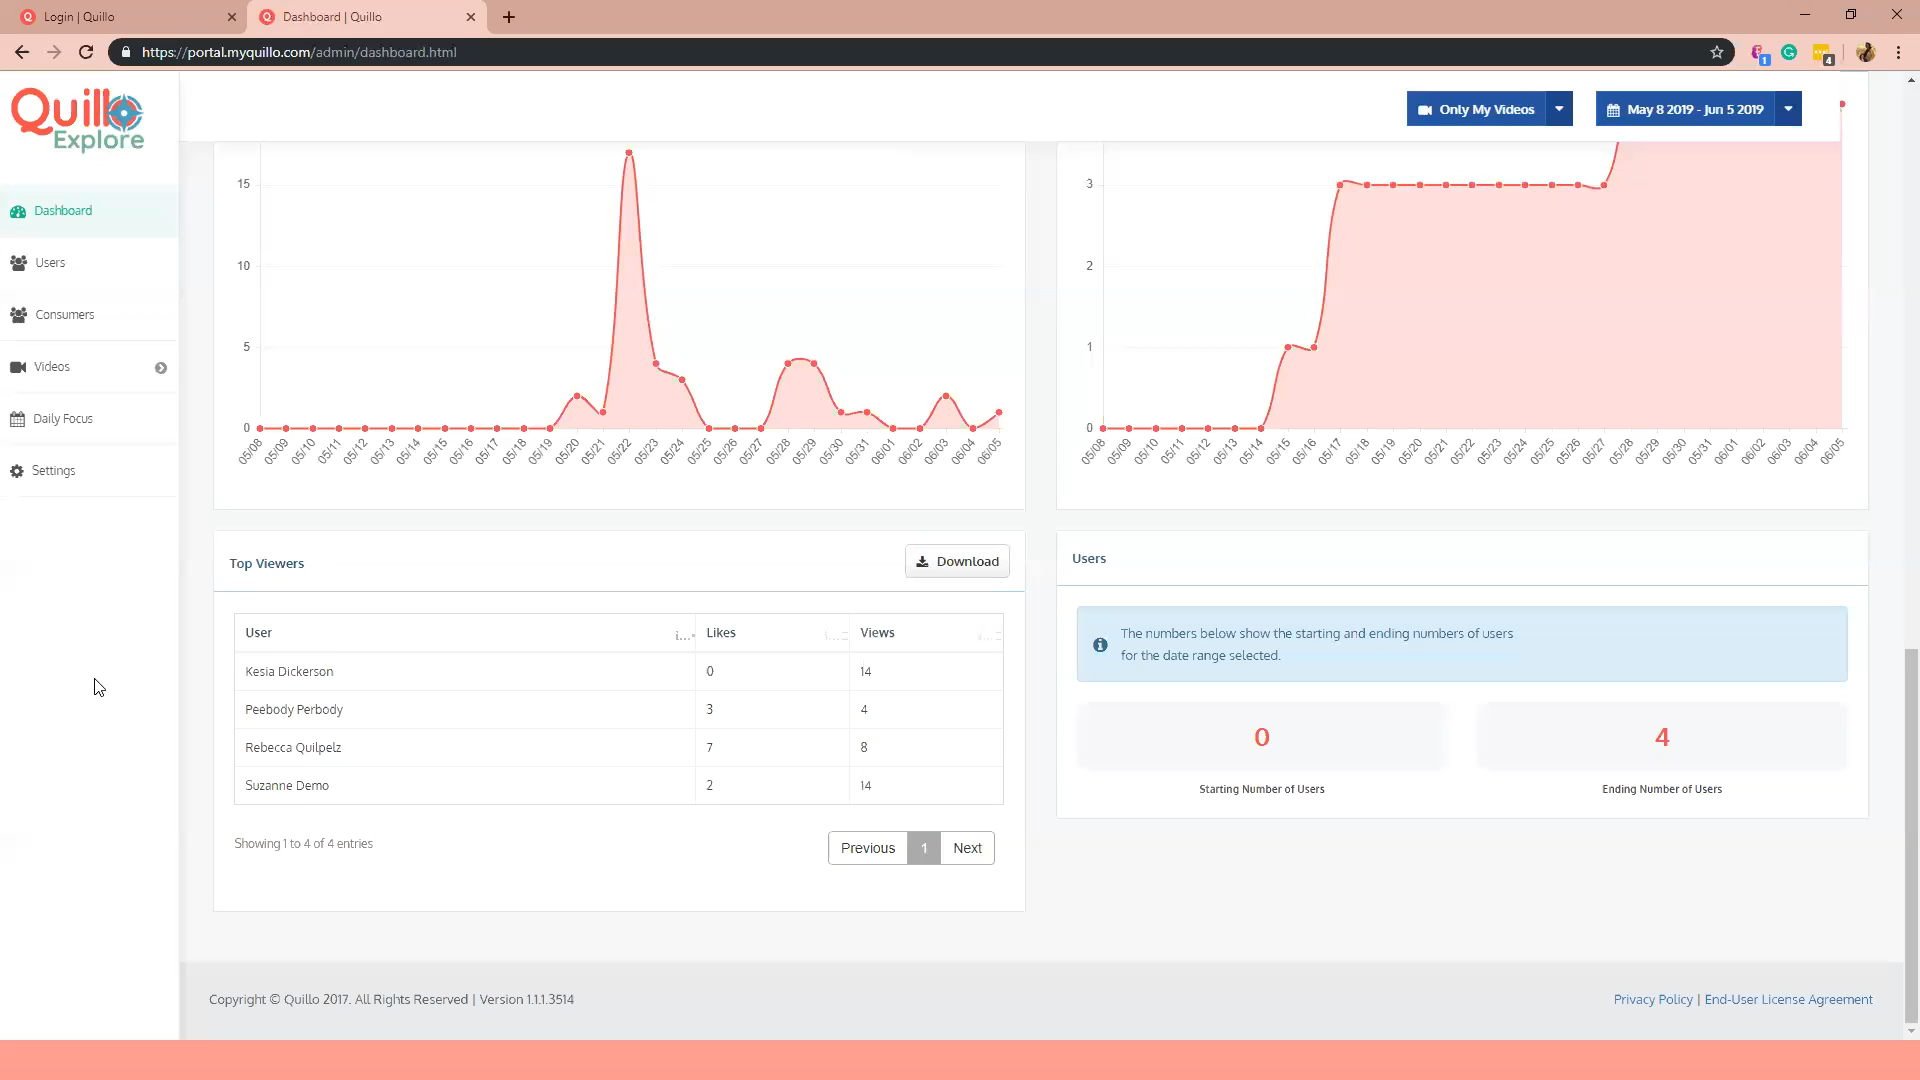 Login | Quillo
Dashboard | Quillo
https://portal.myquillo.com/admin/dashboard.html
1
4
Quillo
Explore
Only My Videos
May 8 2019 - Jun 5 2019
Dashboard
Users
Consumers
Videos
Daily Focus
Settings
15
10
5
0
05/08 05/09 05/10 05/11 05/12 05/13 05/14 05/15 05/16 05/17 05/18 05/19 05/20 05/21 05/22 05/23 05/24 05/25 05/26 05/27 05/28 05/29 05/30 05/31 06/01 06/02 06/03 06/04 06/05
3
2
1
0
05/08 05/09 05/10 05/11 05/12 05/13 05/14 05/15 05/16 05/17 05/18 05/19 05/20 05/21 05/22 05/23 05/24 05/25 05/26 05/27 05/28 05/29 05/30 05/31 06/01 06/02 06/03 06/04 06/05
Top Viewers
Download
User Likes Views
Kesia Dickerson 0 14
Peebody Perbody 3 4
Rebecca Quilpelz 7 8
Suzanne Demo 2 14
Showing 1 to 4 of 4 entries
Previous 1 Next
Users
The numbers below show the starting and ending numbers of users
for the date range selected.
0
Starting Number of Users
4
Ending Number of Users
Copyright © Quillo 2017. All Rights Reserved | Version 1.1.1.3514
Privacy Policy | End-User License Agreement